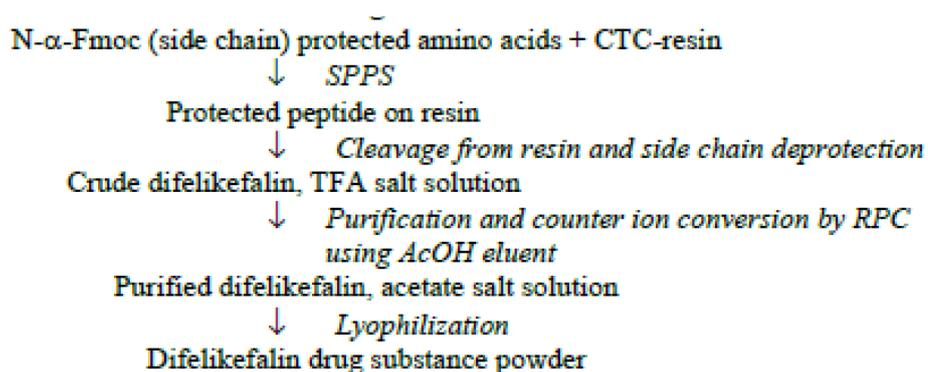 N-α-Fmoc (side chain) protected amino acids + CTC-resin
↓ SPPS
Protected peptide on resin
↓ Cleavage from resin and side chain deprotection
Crude difelikefalin, TFA salt solution
↓ Purification and counter ion conversion by RPC
using AcOH eluent
Purified difelikefalin, acetate salt solution
↓ Lyophilization
Difelikefalin drug substance powder